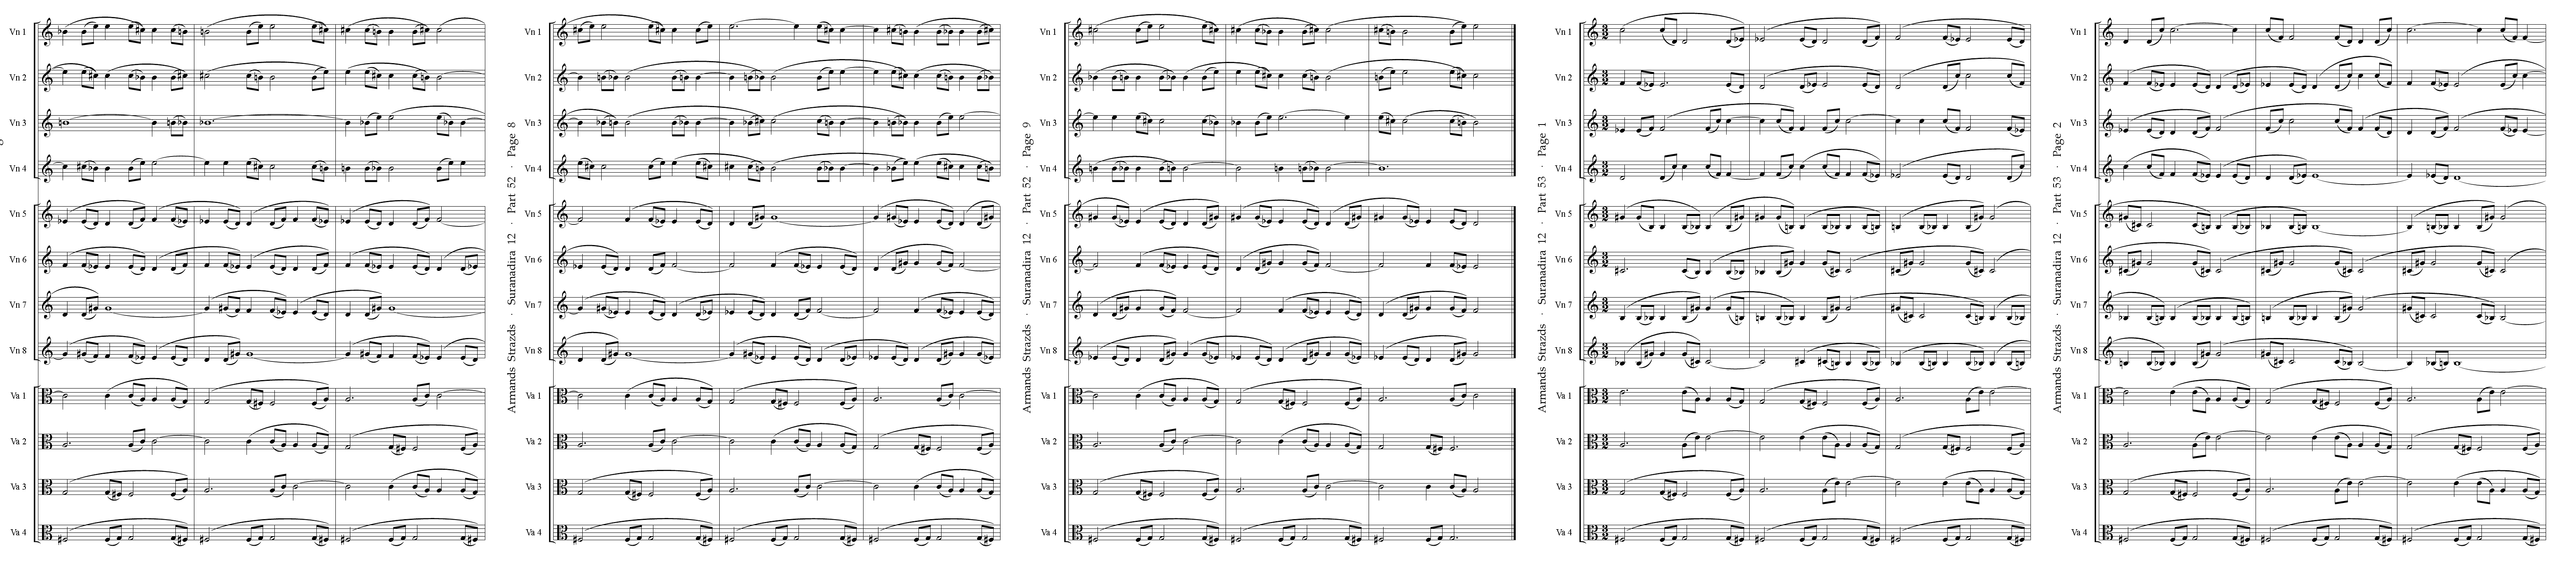 Vn 1
Vn 2
Vn 3
Vn 4
Vn 5
Vn 6
Vn 7
Vn 8
Va 1
Va 2
Va 3
Va 4
Armands Strazds · Suranadira 12 · Part 52 · Page 8
Vn 1
Vn 2
Vn 3
Vn 4
Vn 5
Vn 6
Vn 7
Vn 8
Va 1
Va 2
Va 3
Va 4
Armands Strazds · Suranadira 12 · Part 52 · Page 9
Vn 1
Vn 2
Vn 3
Vn 4
Vn 5
Vn 6
Vn 7
Vn 8
Va 1
Va 2
Va 3
Va 4
Armands Strazds · Suranadira 12 · Part 53 · Page 1
Vn 1
Vn 2
Vn 3
Vn 4
Vn 5
Vn 6
Vn 7
Vn 8
Va 1
Va 2
Va 3
Va 4
Armands Strazds · Suranadira 12 · Part 53 · Page 2
Vn 1
Vn 2
Vn 3
Vn 4
Vn 5
Vn 6
Vn 7
Vn 8
Va 1
Va 2
Va 3
Va 4